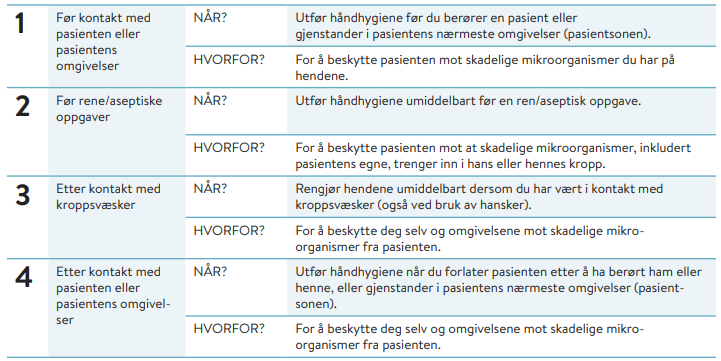 1
Før kontakt med
pasienten eller
pasientens
omgivelser
NÅR?
Utfør håndhygiene før du berører en pasient eller
gjenstander i pasientens nærmeste omgivelser (pasientsonen).
HVORFOR?
For å beskytte pasienten mot skadelige mikroorganismer du har på
hendene.
2
Før rene/aseptiske
oppgaver
NÅR?
Utfør håndhygiene umiddelbart før en ren/aseptisk oppgave.
HVORFOR?
For å beskytte pasienten mot at skadelige mikroorganismer, inkludert
pasientens egne, trenger inn i hans eller hennes kropp.
3
Etter kontakt med
kroppsvæsker
NÅR?
Rengjør hendene umiddelbart dersom du har vært i kontakt med
kroppsvæsker (også ved bruk av hansker).
HVORFOR?
For å beskytte deg selv og omgivelsene mot skadelige mikro-
organismer fra pasienten.
4
Etter kontakt med
pasienten eller
pasientens omgivel-
ser
NÅR?
Utfør håndhygiene når du forlater pasienten etter å ha berørt ham eller
henne, eller gjenstander i pasientens nærmeste omgivelser (pasient-
sonen).
HVORFOR?
For å beskytte deg selv og omgivelsene mot skadelige mikro-
organismer fra pasienten.